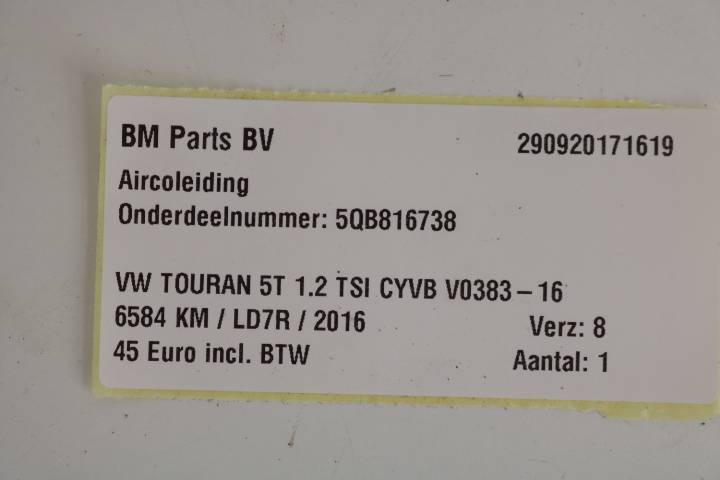 BM Parts BV 290920171619
Aircoleiding
Onderdeelnummer: 5QB816738
VW TOURAN 5T 1.2 TSI CYVB V0383 – 16
6584 KM / LD7R / 2016 Verz: 8
45 Euro incl. BTW Aantal: 1